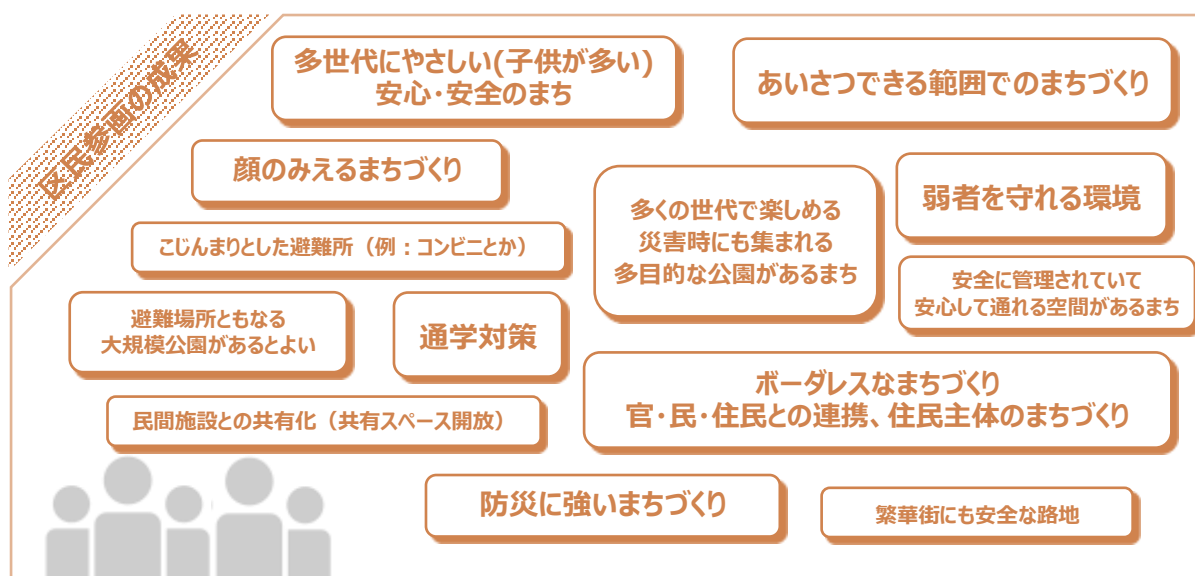 区民参画の成果
多世代にやさしい(子供が多い)
安心・安全のまち
あいさつできる範囲でのまちづくり
顔のみえるまちづくり
多くの世代で楽しめる
災害時にも集まれる
多目的な公園があるまち
弱者を守れる環境
こじんまりとした避難所（例：コンビニとか）
安全に管理されていて
安心して通れる空間があるまち
避難場所ともなる
大規模公園があるとよい
通学対策
ボーダレスなまちづくり
官・民・住民との連携、住民主体のまちづくり
民間施設との共有化（共有スペース開放）
防災に強いまちづくり
繁華街にも安全な路地